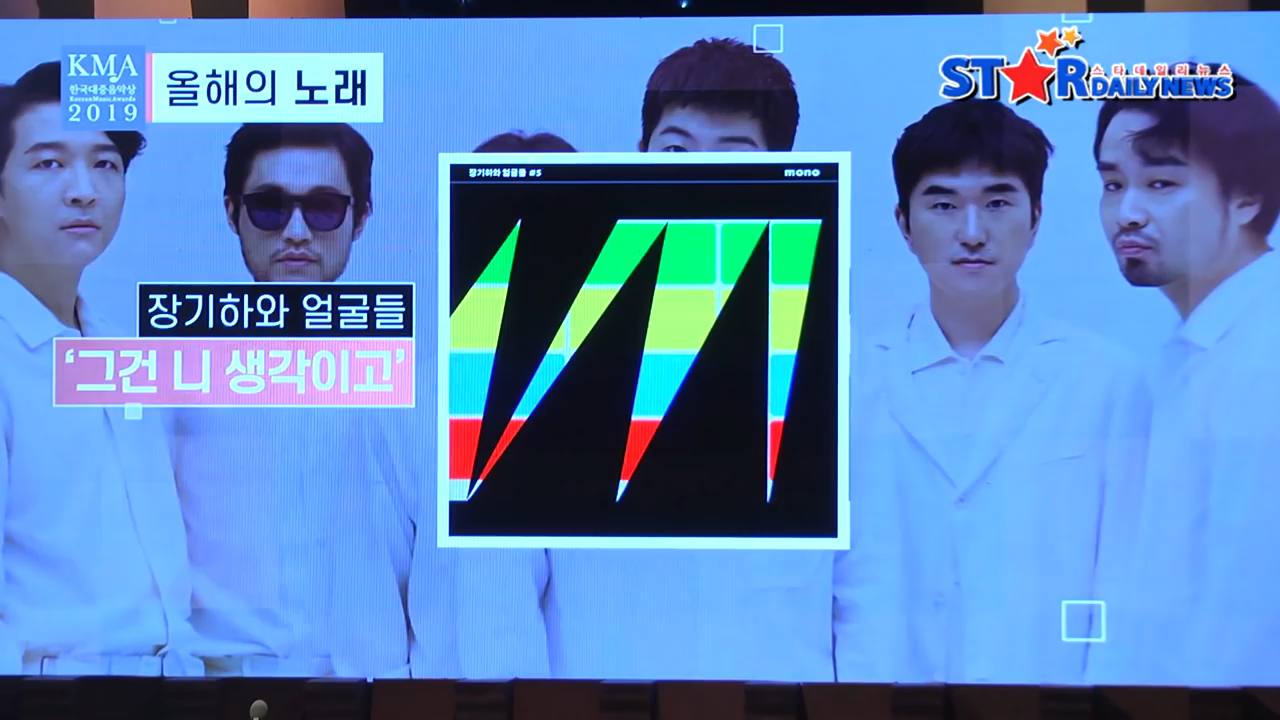 KMA
한국대중음악상
Korean Music Awards
2019
올해의 노래
STAR
스타데일리뉴스
DAILY NEWS
장기하와 얼굴들 #5
mono
장기하와 얼굴들
‘그건 니 생각이고’